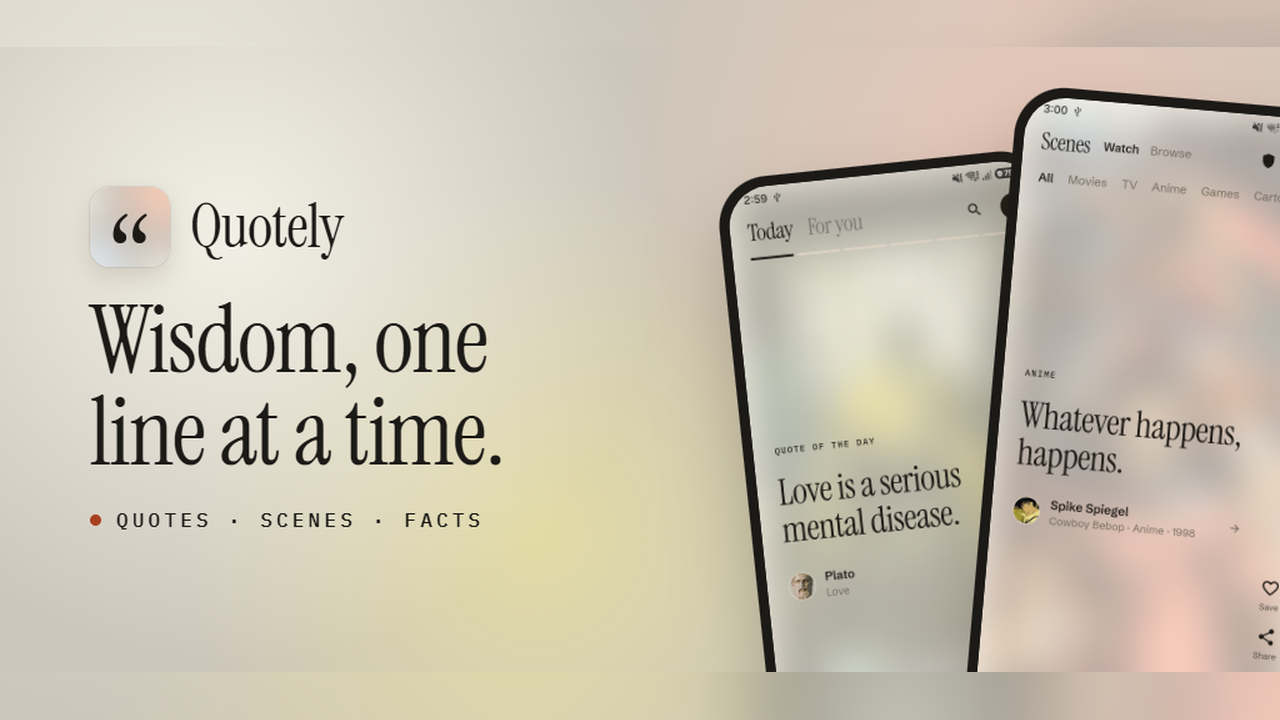 “ Quotely
Wisdom, one
line at a time.
QUOTES · SCENES · FACTS
2:59
Today For you
QUOTE OF THE DAY
Love is a serious
mental disease.
Plato
Love
3:00
Scenes Watch Browse
All Movies TV Anime Games
ANIME
Whatever happens,
happens.
Spike Spiegel
Cowboy Bebop · Anime · 1998
Save
Share